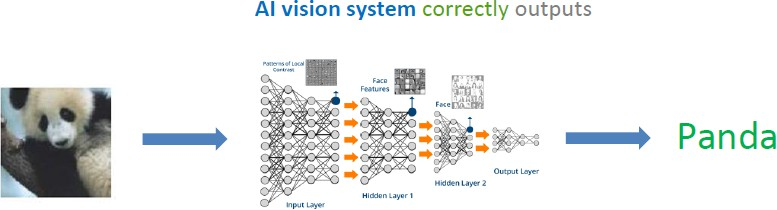 AI vision system correctly outputs
Patterns of Local
Contrast
Face
Features
Face
Panda
Output Layer
Hidden Layer 2
Hidden Layer 1
Input Layer